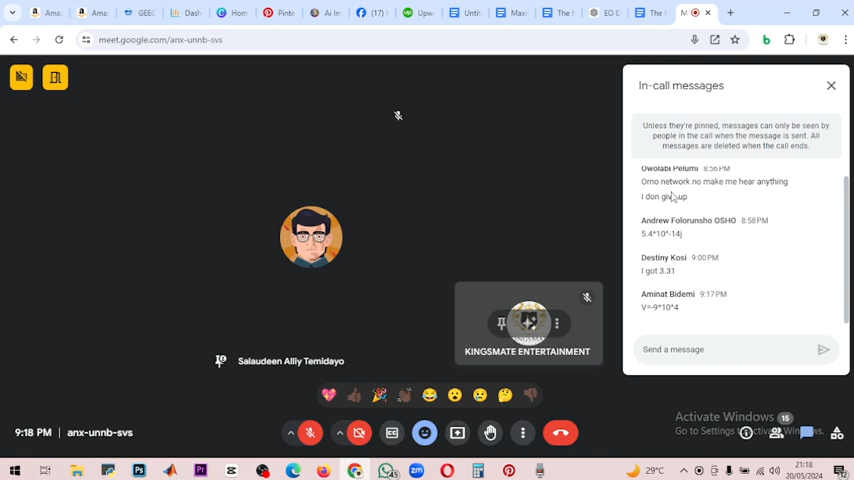 Ama:
Ama:
GEEC
Dash
Hom
Pinte
Ai Im
(17)
Upw
Untit
Maxi
The I
EO D
The I
M
meet.google.com/anx-unnb-svs
In-call messages
Unless they're pinned, messages can only be seen by
people in the call when the message is sent. All
messages are deleted when the call ends.
Owolabi Pelumi 8:56 PM
Omo network no make me hear anything
I don give up
Andrew Folorunsho OSHO 8:58 PM
5.4*10^-14j
Destiny Kosi 9:00 PM
I got 3.31
Aminat Bidemi 9:17 PM
V=-9*10^4
Send a message
KINGSMATE ENTERTAINMENT
Salaudeen Alliy Temidayo
Activate Windows
Go to Settings to activate Windows.
15
9:18 PM anx-unnb-svs
45
29°C
21:18
20/05/2024
12